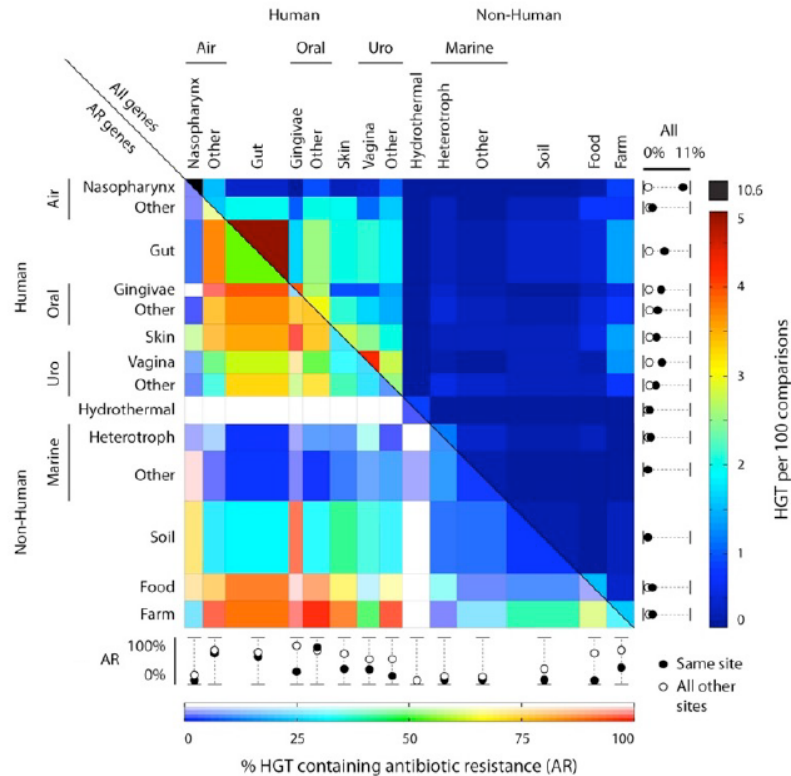 Human
Non-Human
Air
Oral
Uro
Marine
All genes
AR genes
Nasopharynx
Other
Gut
Gingivae
Other
Skin
Vagina
Other
Hydrothermal
Heterotroph
Other
Soil
Food
Farm
All
0% 11%
Human
Non-Human
Air
Oral
Uro
Marine
Nasopharynx
Other
Gut
Gingivae
Other
Skin
Vagina
Other
Hydrothermal
Heterotroph
Other
Soil
Food
Farm
10.6
5
4
3
2
1
0
HGT per 100 comparisons
AR
100%
0%
Same site
All other
sites
0 25 50 75 100
% HGT containing antibiotic resistance (AR)